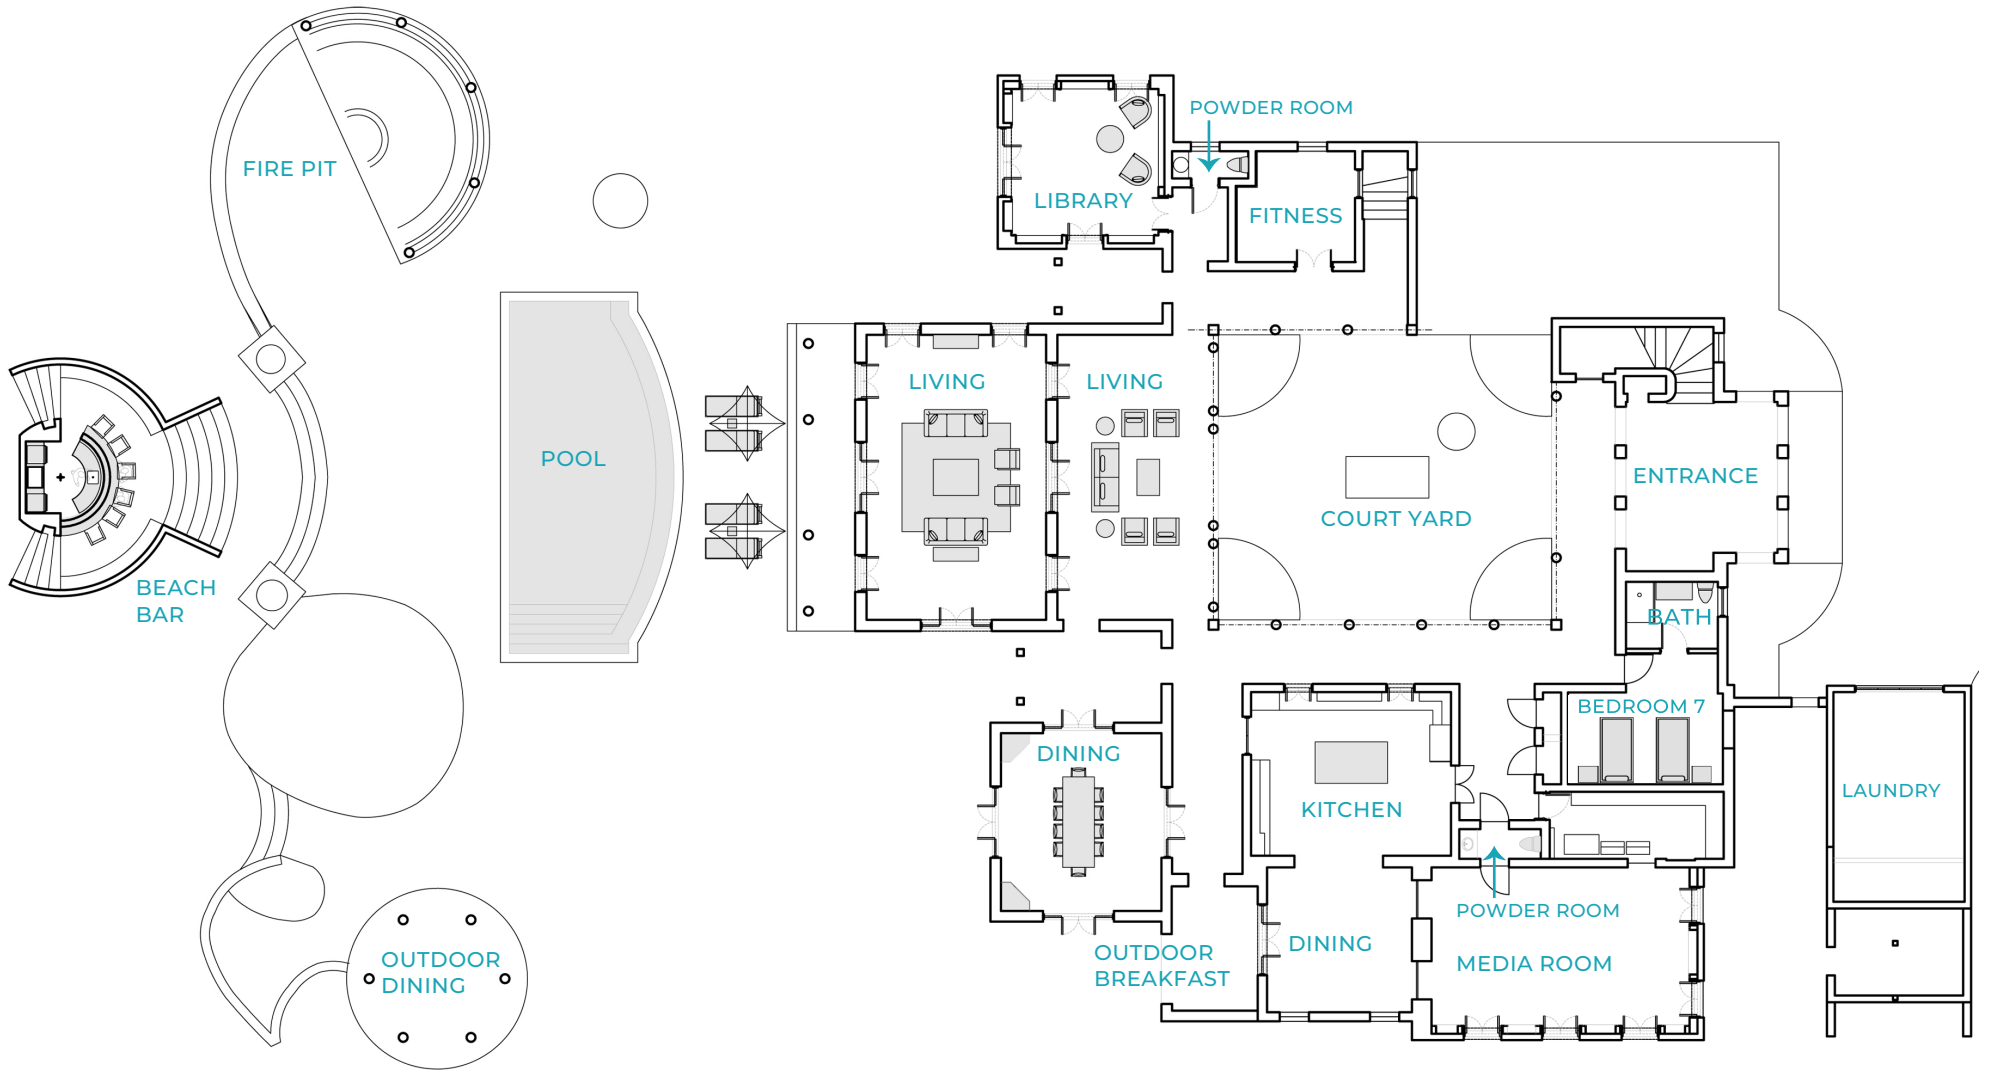 POWDER ROOM
FIRE PIT
LIBRARY
FITNESS
LIVING
LIVING
POOL
ENTRANCE
COURT YARD
BEACH
BAR
BATH
BEDROOM 7
DINING
KITCHEN
LAUNDRY
POWDER ROOM
OUTDOOR
DINING
OUTDOOR
BREAKFAST
DINING
MEDIA ROOM